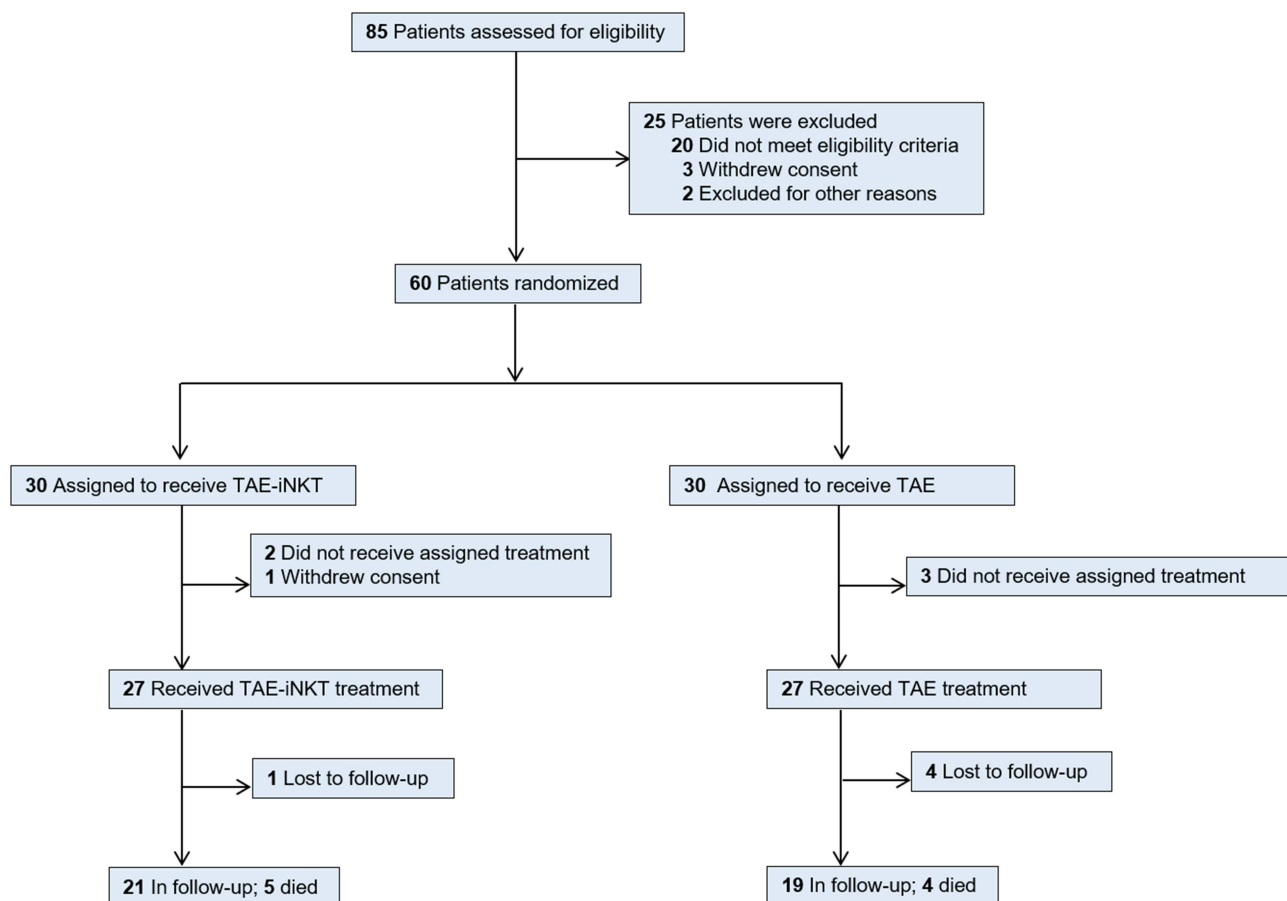 85 Patients assessed for eligibility
25 Patients were excluded
20 Did not meet eligibility criteria
3 Withdrew consent
2 Excluded for other reasons
60 Patients randomized
30 Assigned to receive TAE-iNKT
30 Assigned to receive TAE
2 Did not receive assigned treatment
1 Withdrew consent
3 Did not receive assigned treatment
27 Received TAE-iNKT treatment
27 Received TAE treatment
1 Lost to follow-up
4 Lost to follow-up
21 In follow-up; 5 died
19 In follow-up; 4 died